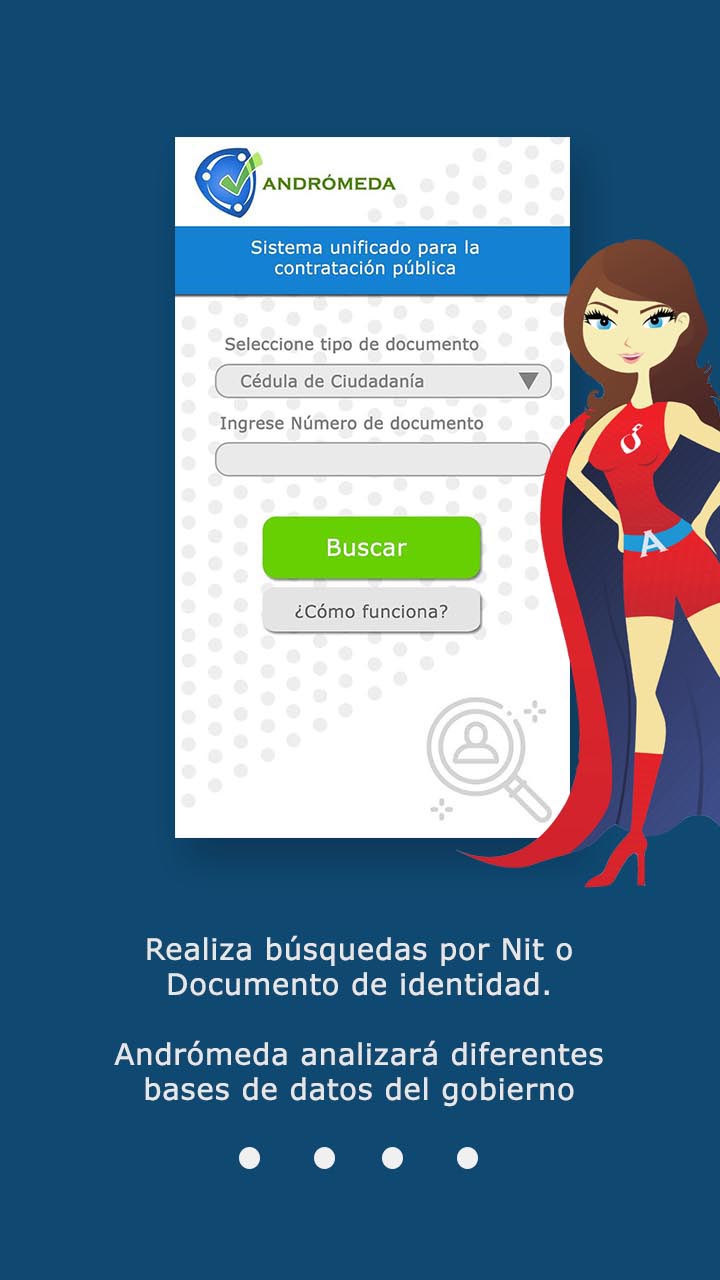 ANDRÓMEDA
Sistema unificado para la
contratación pública
Seleccione tipo de documento
Cédula de Ciudadanía
Ingrese Número de documento
Buscar
¿Cómo funciona?
A
Realiza búsquedas por Nit o
Documento de identidad.
Andrómeda analizará diferentes
bases de datos del gobierno